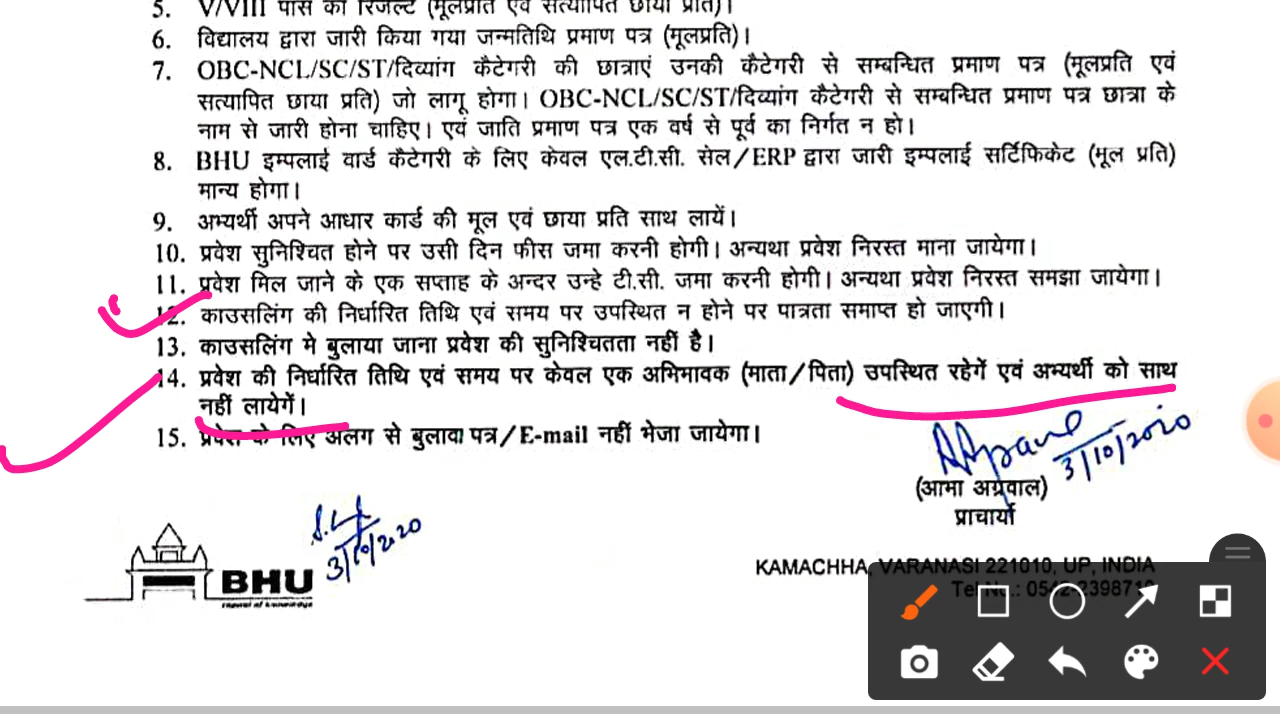 5. V/VIII पास का रिजल्ट (मूलप्रति एवं सत्यापित छाया प्रति)।
6. विद्यालय द्वारा जारी किया गया जन्मतिथि प्रमाण पत्र (मूलप्रति)।
7. OBC-NCL/SC/ST/दिव्यांग कैटेगरी की छात्राएं उनकी कैटेगरी से सम्बन्धित प्रमाण पत्र (मूलप्रति एवं
सत्यापित छाया प्रति) जो लागू होगा। OBC-NCL/SC/ST/दिव्यांग कैटेगरी से सम्बन्धित प्रमाण पत्र छात्रा के
नाम से जारी होना चाहिए। एवं जाति प्रमाण पत्र एक वर्ष से पूर्व का निर्गत न हो।
8. BHU इम्पलाई वार्ड कैटेगरी के लिए केवल एल.टी.सी. सेल/ERP द्वारा जारी इम्पलाई सर्टिफिकेट (मूल प्रति)
मान्य होगा।
9. अभ्यर्थी अपने आधार कार्ड की मूल एवं छाया प्रति साथ लायें।
10. प्रवेश सुनिश्चित होने पर उसी दिन फीस जमा करनी होगी। अन्यथा प्रवेश निरस्त माना जायेगा।
11. प्रवेश मिल जाने के एक सप्ताह के अन्दर उन्हे टी.सी. जमा करनी होगी। अन्यथा प्रवेश निरस्त समझा जायेगा।
12. काउसलिंग की निर्धारित तिथि एवं समय पर उपस्थित न होने पर पात्रता समाप्त हो जाएगी।
13. काउसलिंग मे बुलाया जाना प्रवेश की सुनिश्चितता नहीं है।
14. प्रवेश की निर्धारित तिथि एवं समय पर केवल एक अभिभावक (माता/पिता) उपस्थित रहेगें एवं अभ्यर्थी को साथ
नहीं लायेगें।
15. प्रवेश के लिए अलग से बुलावा पत्र/E-mail नहीं भेजा जायेगा।
3/10/2020
(आभा अग्रवाल)
प्राचार्या
3/10/2020
BHU
KAMACHHA, VARANASI 221010, UP, INDIA
Tel No.: 0542-